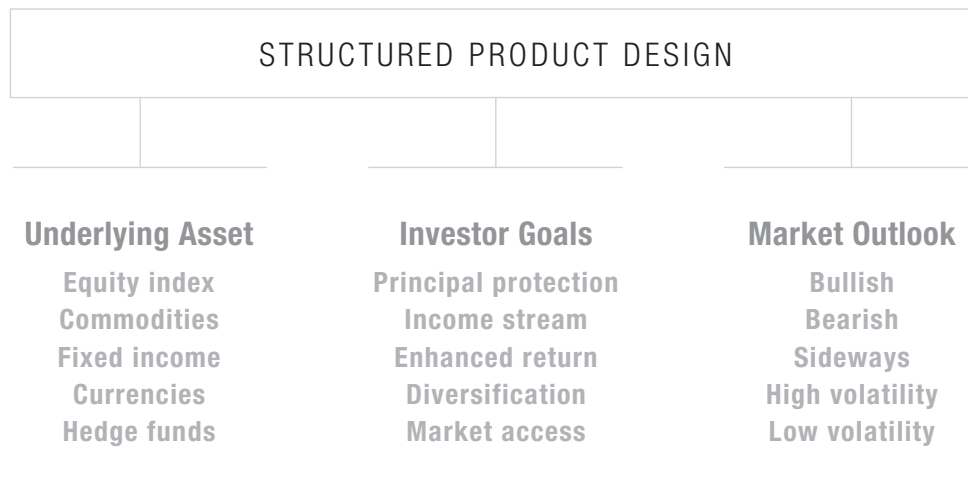 STRUCTURED PRODUCT DESIGN
Underlying Asset
Equity index
Commodities
Fixed income
Currencies
Hedge funds
Investor Goals
Principal protection
Income stream
Enhanced return
Diversification
Market access
Market Outlook
Bullish
Bearish
Sideways
High volatility
Low volatility